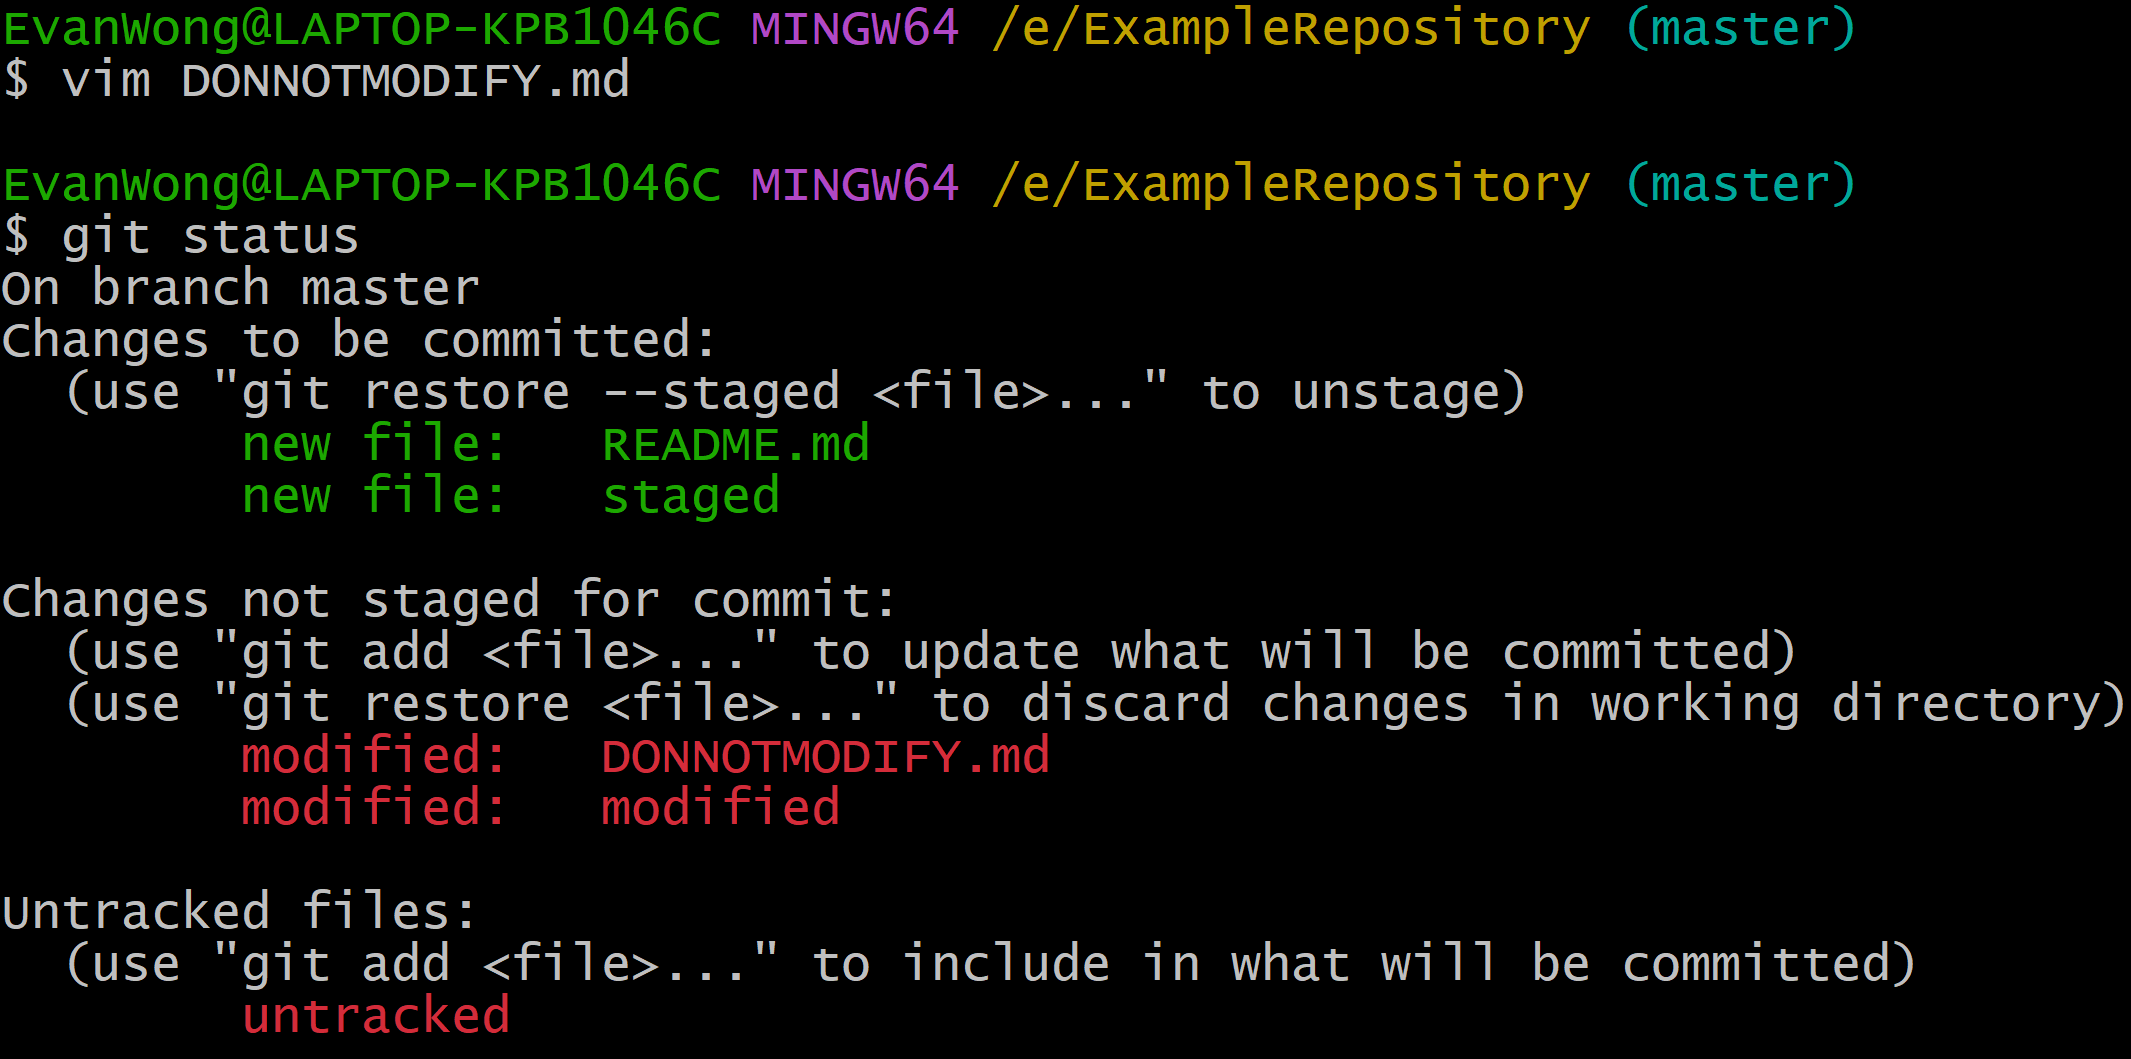 EvanWong@LAPTOP-KPB1046C MINGW64 /e/ExampleRepository (master)
$ vim DONNOTMODIFY.md
EvanWong@LAPTOP-KPB1046C MINGW64 /e/ExampleRepository (master)
$ git status
On branch master
Changes to be committed:
  (use "git restore --staged <file>..." to unstage)
        new file:   README.md
        new file:   staged
Changes not staged for commit:
  (use "git add <file>..." to update what will be committed)
  (use "git restore <file>..." to discard changes in working directory)
        modified:   DONNOTMODIFY.md
        modified:   modified
Untracked files:
  (use "git add <file>..." to include in what will be committed)
        untracked